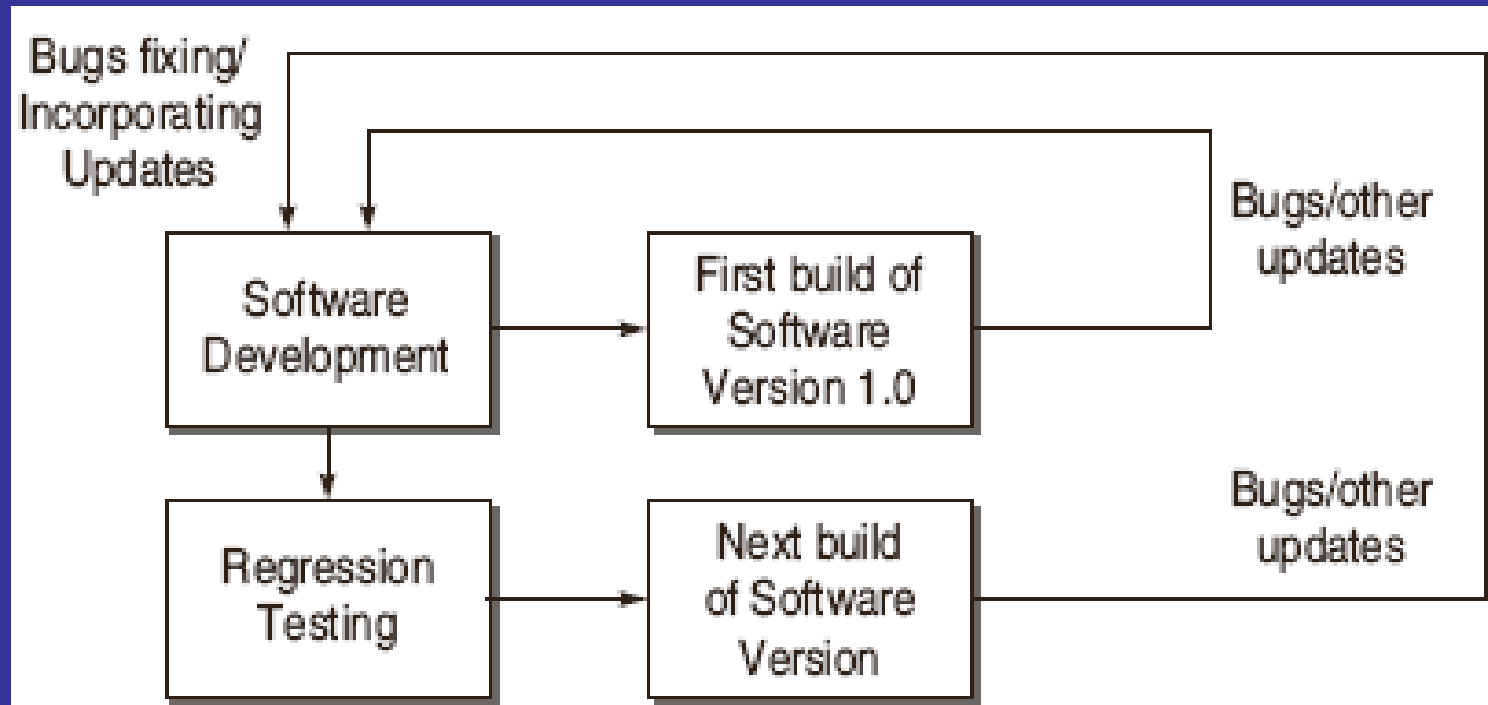 Bugs fixing/
Incorporating
Updates
Bugs/other
updates
Software
Development
First build of
Software
Version 1.0
Bugs/other
updates
Regression
Testing
Next build
of Software
Version